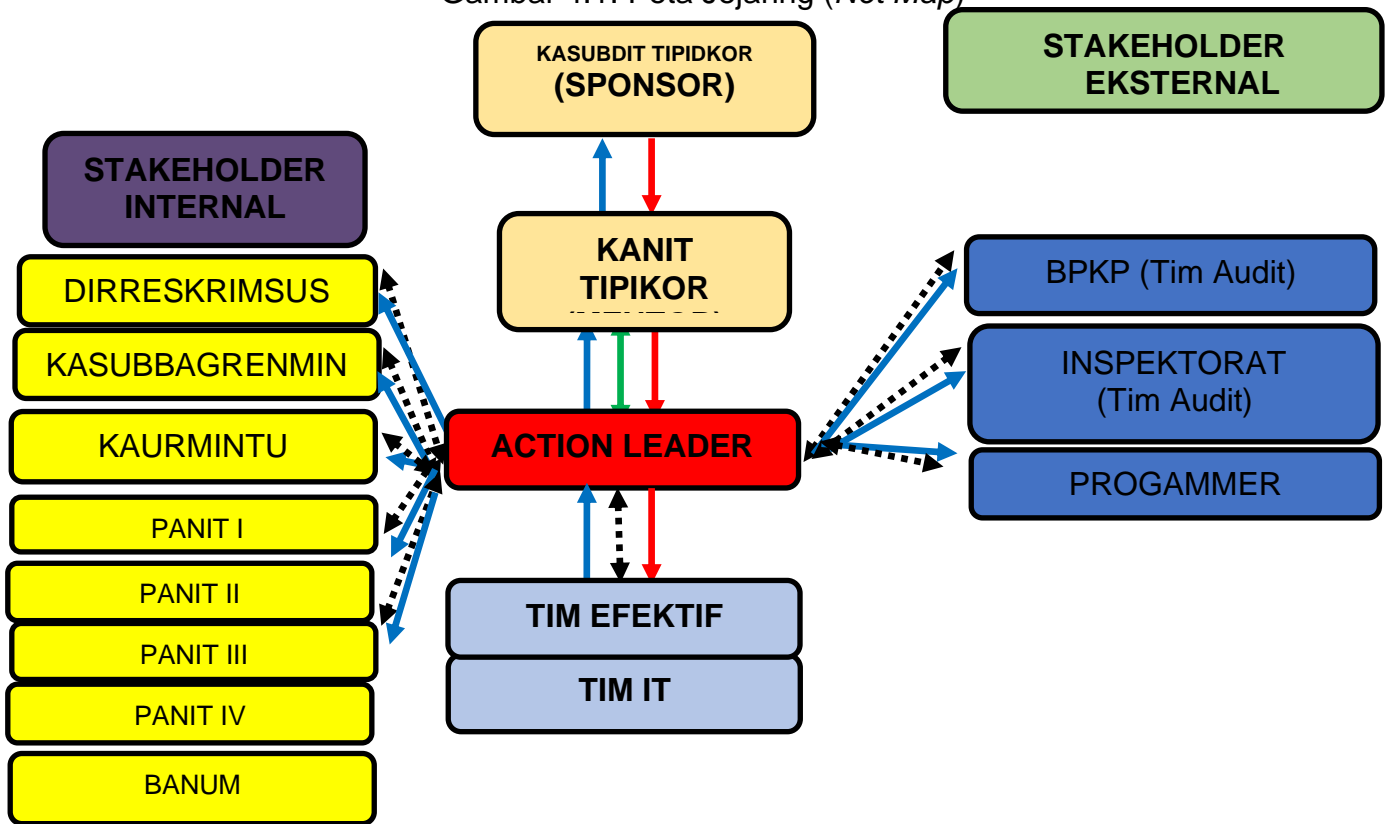 KASUBDIT TIPIDKOR
(SPONSOR)
STAKEHOLDER
EKSTERNAL
STAKEHOLDER
INTERNAL
KANIT
TIPIKOR
DIRRESKRIMSUS
BPKP (Tim Audit)
KASUBBAGRENMIN
INSPEKTORAT
(Tim Audit)
KAURMINTU
ACTION LEADER
PROGAMMER
PANIT I
PANIT II
TIM EFEKTIF
PANIT III
TIM IT
PANIT IV
BANUM